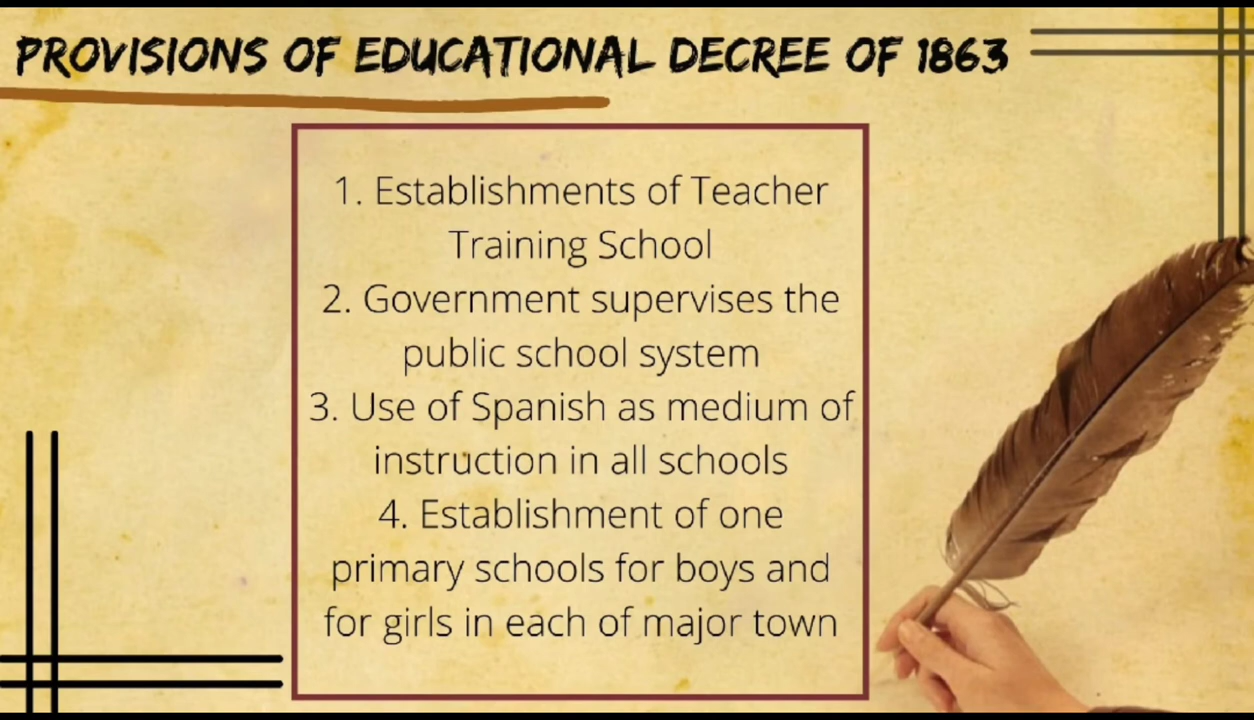 PROVISIONS OF EDUCATIONAL DECREE OF 1863
1. Establishments of Teacher
Training School
2. Government supervises the
public school system
3. Use of Spanish as medium of
instruction in all schools
4. Establishment of one
primary schools for boys and
for girls in each of major town